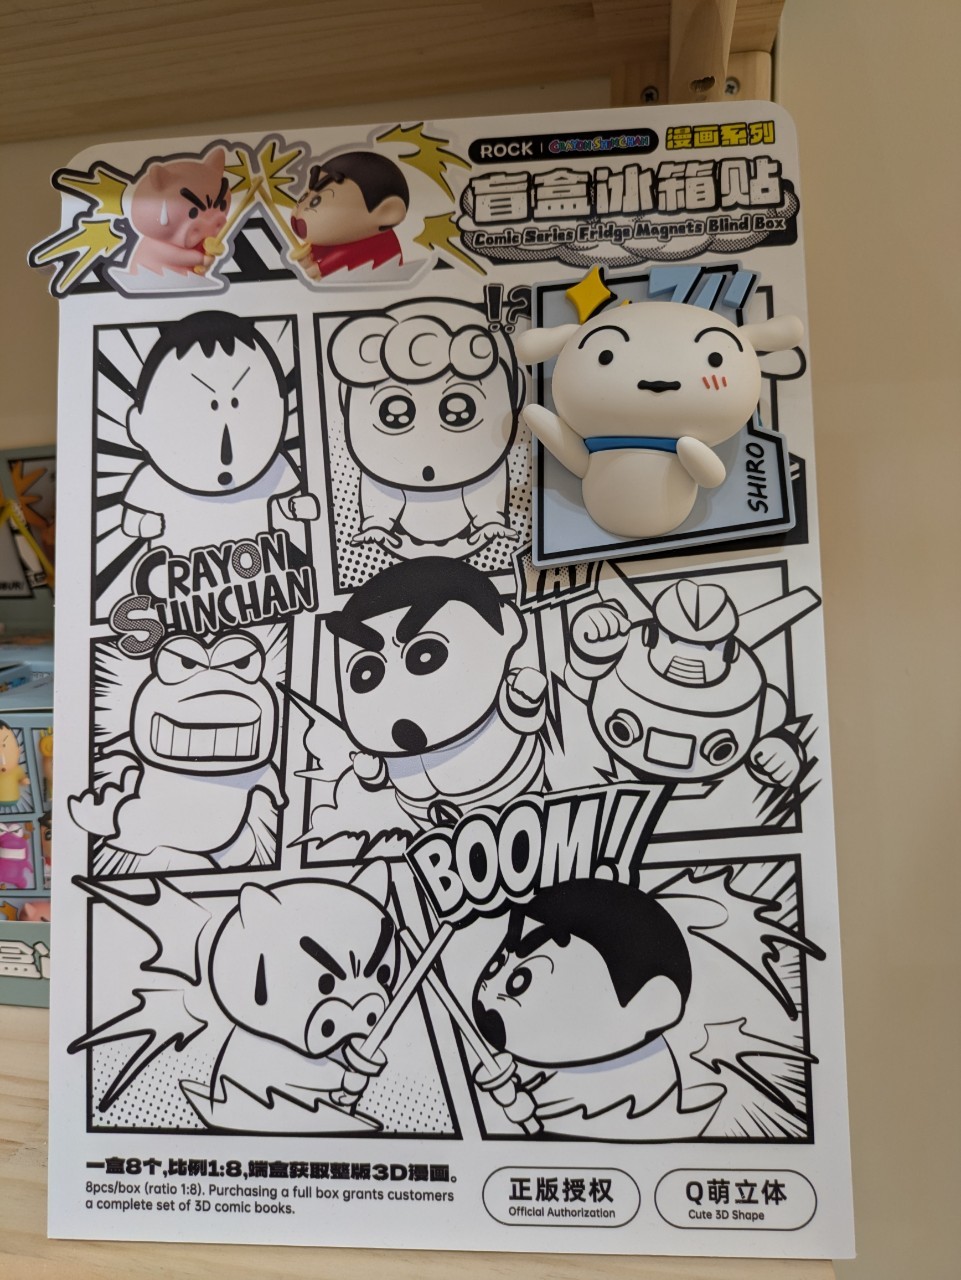 ROCK | CRAYON SHINCHAN
漫画系列
盲盒冰箱贴
Comic Series Fridge Magnets Blind Box
!?
SHIRO
CRAYON
SHINCHAN
BOOM!!
一盒8个,比例1:8,端盒获取整版3D漫画。
8pcs/box (ratio 1:8). Purchasing a full box grants customers
a complete set of 3D comic books.
正版授权
Official Authorization
Q萌立体
Cute 3D Shape